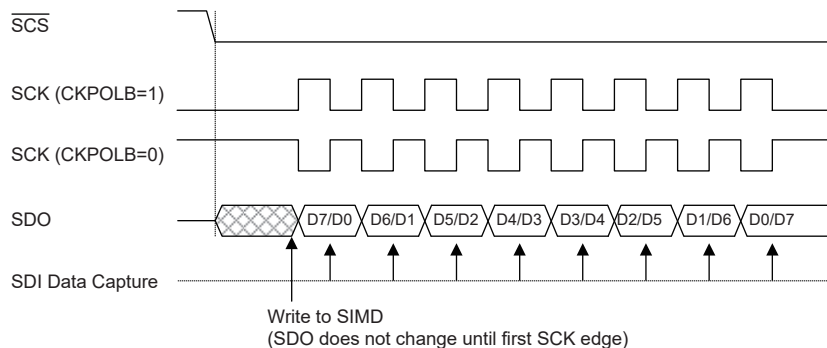 SCS
SCK (CKPOLB=1)
SCK (CKPOLB=0)
SDO
D7/D0 D6/D1 D5/D2 D4/D3 D3/D4 D2/D5 D1/D6 D0/D7
SDI Data Capture
Write to SIMD
(SDO does not change until first SCK edge)